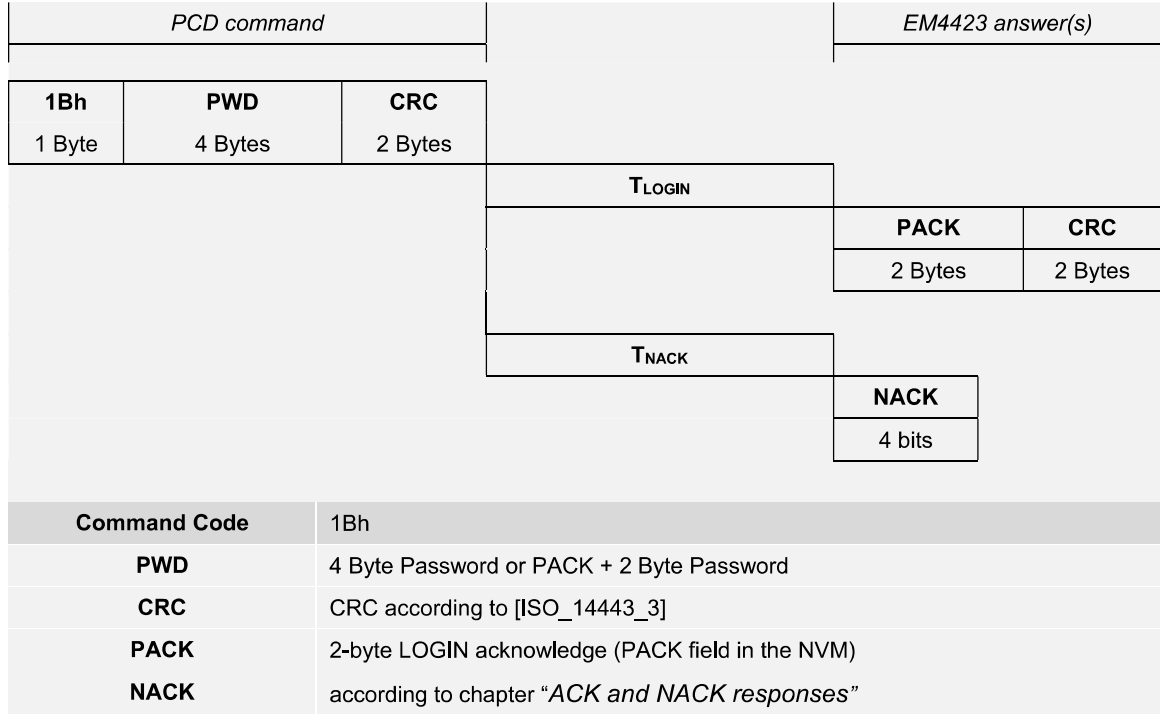 PCD command EM4423 answer(s)
1Bh PWD CRC
1 Byte 4 Bytes 2 Bytes
TLOGIN
PACK CRC
2 Bytes 2 Bytes
TNACK
NACK
4 bits
Command Code 1Bh
PWD 4 Byte Password or PACK + 2 Byte Password
CRC CRC according to [ISO_14443_3]
PACK 2-byte LOGIN acknowledge (PACK field in the NVM)
NACK according to chapter “ACK and NACK responses”